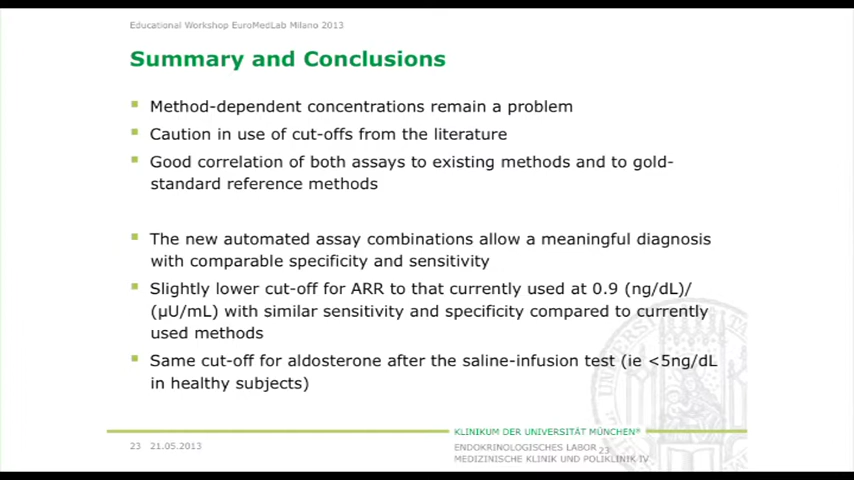 Educational Workshop EuroMedLab Milano 2013
Summary and Conclusions
Method-dependent concentrations remain a problem
Caution in use of cut-offs from the literature
Good correlation of both assays to existing methods and to gold-
standard reference methods
The new automated assay combinations allow a meaningful diagnosis
with comparable specificity and sensitivity
Slightly lower cut-off for ARR to that currently used at 0.9 (ng/dL)/
(µU/mL) with similar sensitivity and specificity compared to currently
used methods
Same cut-off for aldosterone after the saline-infusion test (ie <5ng/dL
in healthy subjects)
KLINIKUM DER UNIVERSITÄT MÜNCHEN®
23 21.05.2013
ENDOKRINOLOGISCHES LABOR 23
MEDIZINISCHE KLINIK UND POLIKLINIK IV